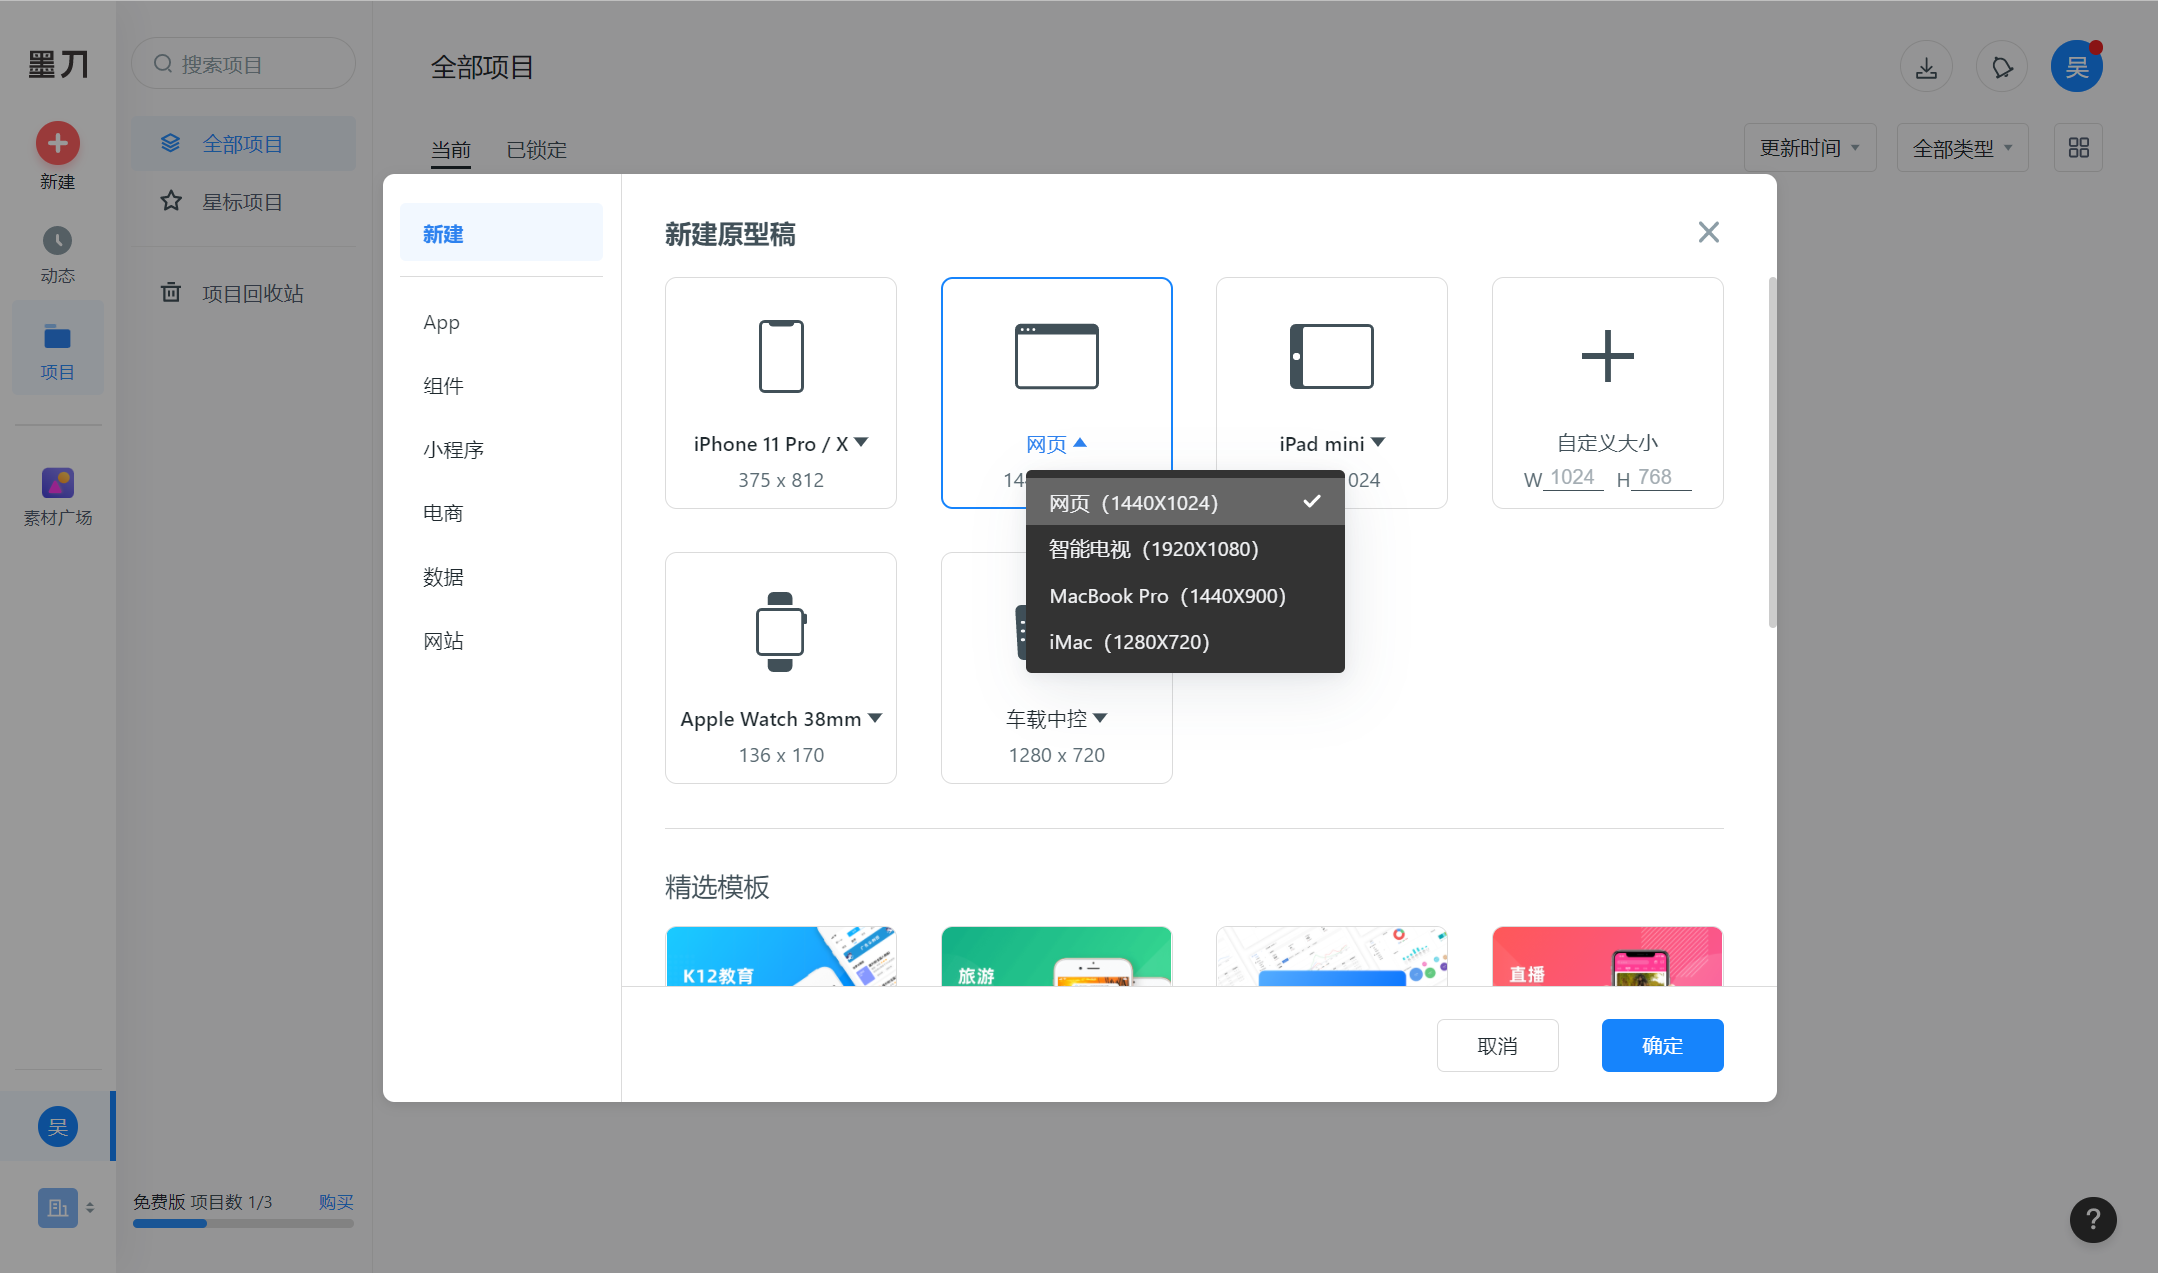 墨刀
新建
动态
项目
素材广场
吴
搜索项目
全部项目
星标项目
项目回收站
免费版 项目数 1/3 购买
全部项目
当前 已锁定
更新时间 全部类型
吴
新建
App
组件
小程序
电商
数据
网站
新建原型稿
iPhone 11 Pro / X
375 x 812
网页
14
iPad mini
024
自定义大小
W 1024 H 768
网页（1440X1024）
智能电视（1920X1080）
MacBook Pro（1440X900）
iMac（1280X720）
Apple Watch 38mm
136 x 170
车载中控
1280 x 720
精选模板
K12教育
旅游
直播
取消 确定
?